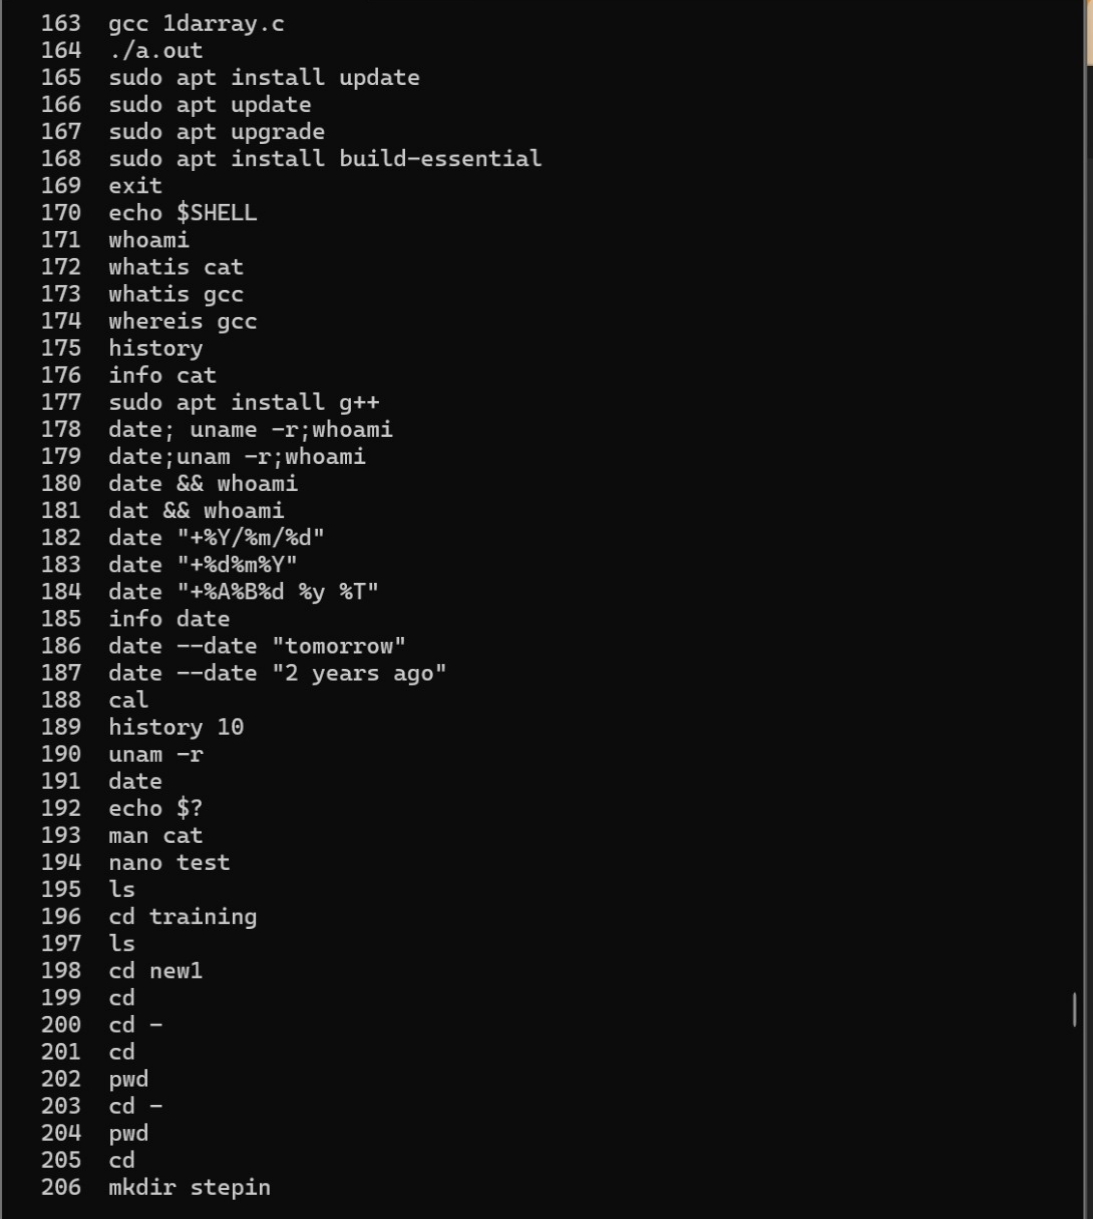 163 gcc 1darray.c
164 ./a.out
165 sudo apt install update
166 sudo apt update
167 sudo apt upgrade
168 sudo apt install build-essential
169 exit
170 echo $SHELL
171 whoami
172 whatis cat
173 whatis gcc
174 whereis gcc
175 history
176 info cat
177 sudo apt install g++
178 date; uname -r;whoami
179 date;unam -r;whoami
180 date && whoami
181 dat && whoami
182 date "+%Y/%m/%d"
183 date "+%d%m%Y"
184 date "+%A%B%d %y %T"
185 info date
186 date --date "tomorrow"
187 date --date "2 years ago"
188 cal
189 history 10
190 unam -r
191 date
192 echo $?
193 man cat
194 nano test
195 ls
196 cd training
197 ls
198 cd new1
199 cd
200 cd -
201 cd
202 pwd
203 cd -
204 pwd
205 cd
206 mkdir stepin